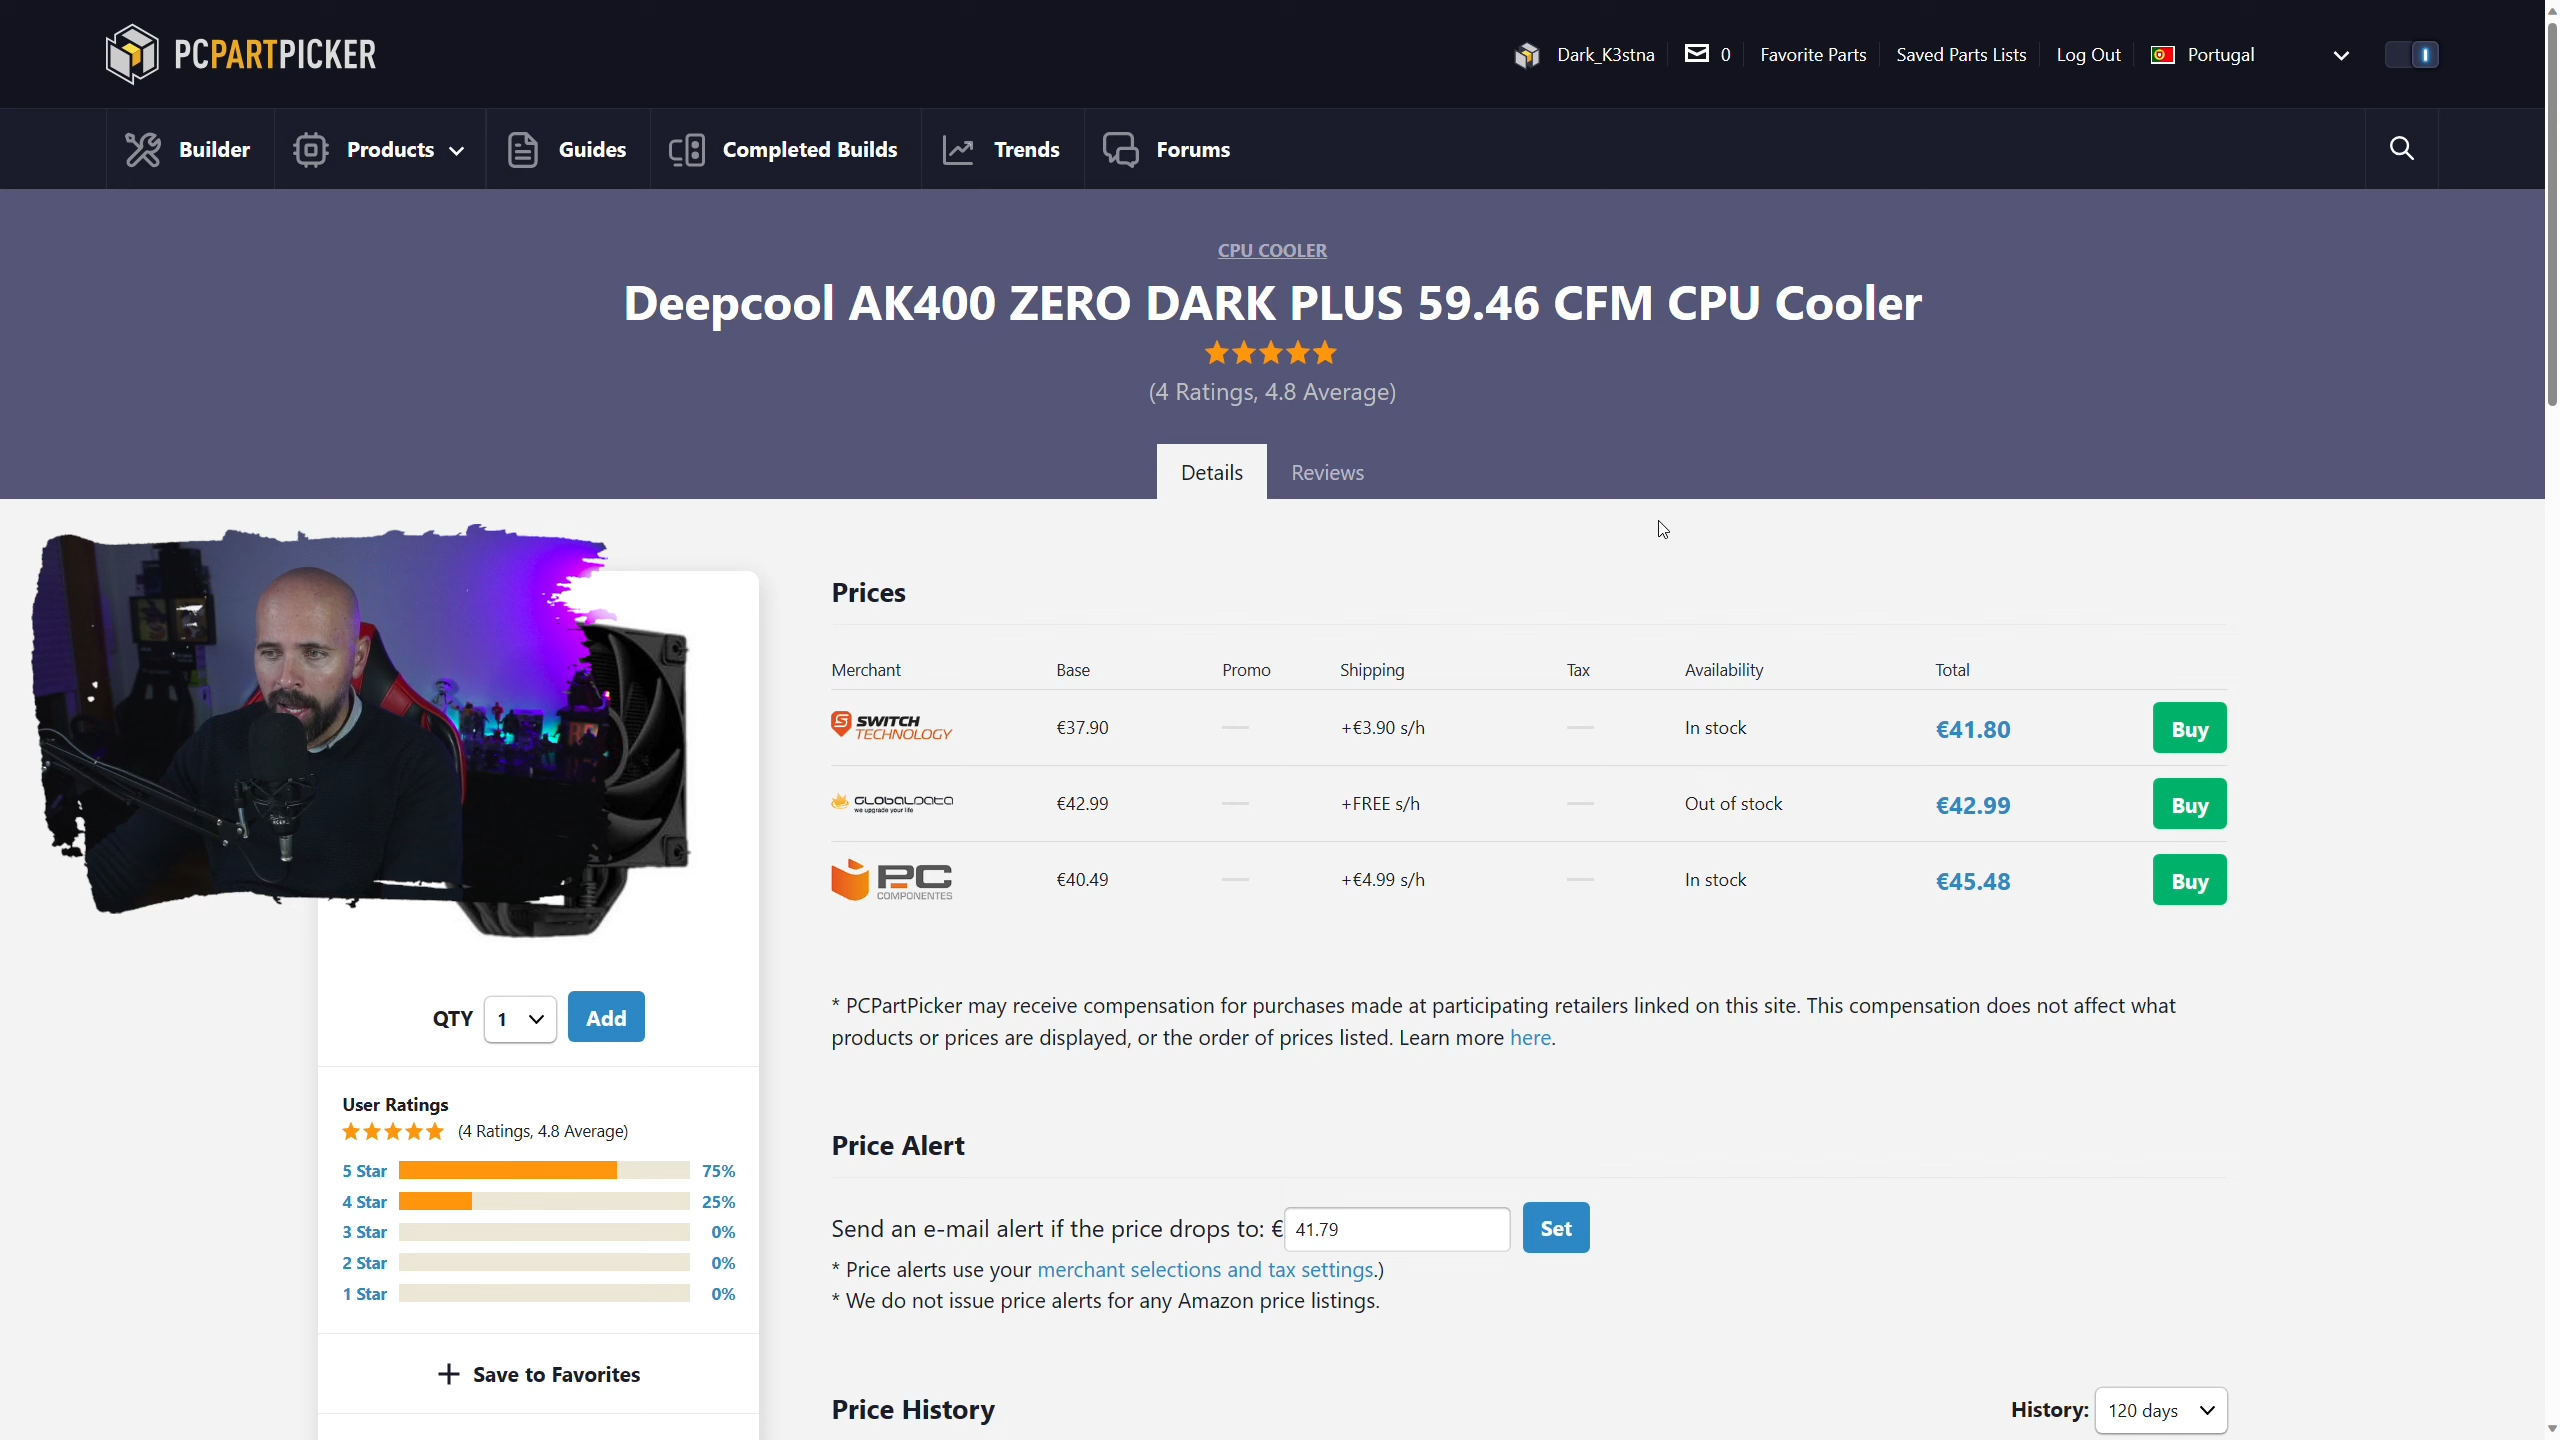 PCPARTPICKER
Dark_K3stna
0
Favorite Parts
Saved Parts Lists
Log Out
Portugal
Builder
Products
Guides
Completed Builds
Trends
Forums
CPU COOLER
Deepcool AK400 ZERO DARK PLUS 59.46 CFM CPU Cooler
(4 Ratings, 4.8 Average)
Details
Reviews
Prices
Merchant Base Promo Shipping Tax Availability Total
SWITCH TECHNOLOGY €37.90 — +€3.90 s/h — In stock €41.80 Buy
GLOBALDATA we upgrade your life €42.99 — +FREE s/h — Out of stock €42.99 Buy
PC COMPONENTES €40.49 — +€4.99 s/h — In stock €45.48 Buy
* PCPartPicker may receive compensation for purchases made at participating retailers linked on this site. This compensation does not affect what
products or prices are displayed, or the order of prices listed. Learn more here.
QTY 1 Add
User Ratings
(4 Ratings, 4.8 Average)
5 Star 75%
4 Star 25%
3 Star 0%
2 Star 0%
1 Star 0%
+ Save to Favorites
Price Alert
Send an e-mail alert if the price drops to: € 41.79 Set
* Price alerts use your merchant selections and tax settings.)
* We do not issue price alerts for any Amazon price listings.
Price History
History: 120 days